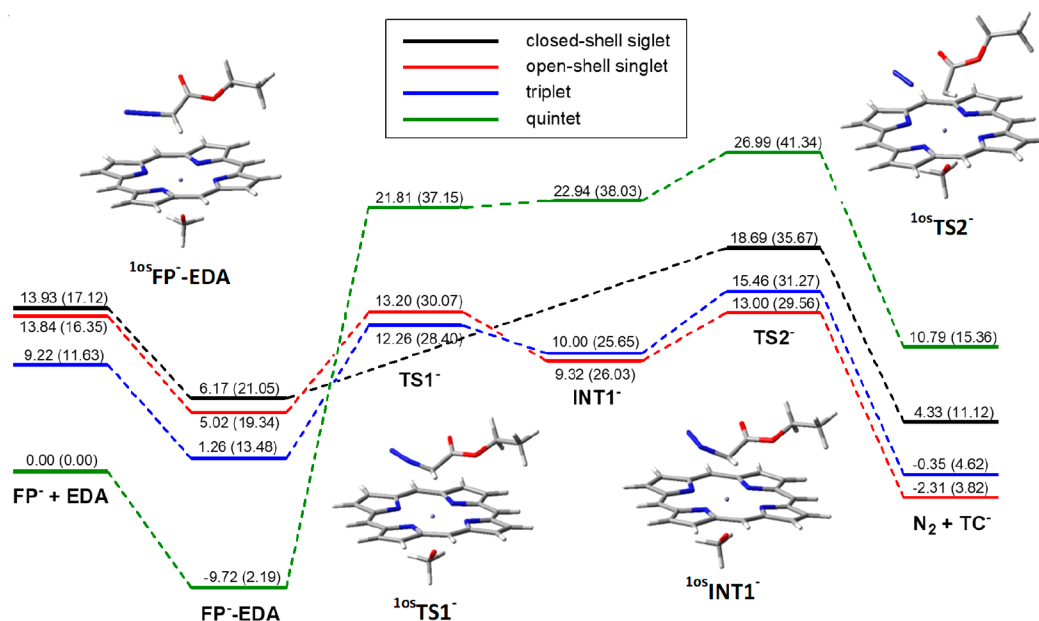 closed-shell siglet
open-shell singlet
triplet
quintet
1osFP⁻-EDA
1osTS2⁻
26.99 (41.34)
21.81 (37.15)
22.94 (38.03)
18.69 (35.67)
13.93 (17.12)
13.84 (16.35)
13.20 (30.07)
15.46 (31.27)
13.00 (29.56)
TS2⁻
9.22 (11.63)
12.26 (28.40)
TS1⁻
10.00 (25.65)
9.32 (26.03)
INT1⁻
10.79 (15.36)
6.17 (21.05)
5.02 (19.34)
4.33 (11.12)
1.26 (13.48)
0.00 (0.00)
FP⁻ + EDA
-0.35 (4.62)
-2.31 (3.82)
N₂ + TC⁻
-9.72 (2.19)
FP⁻-EDA
1osTS1⁻
1osINT1⁻